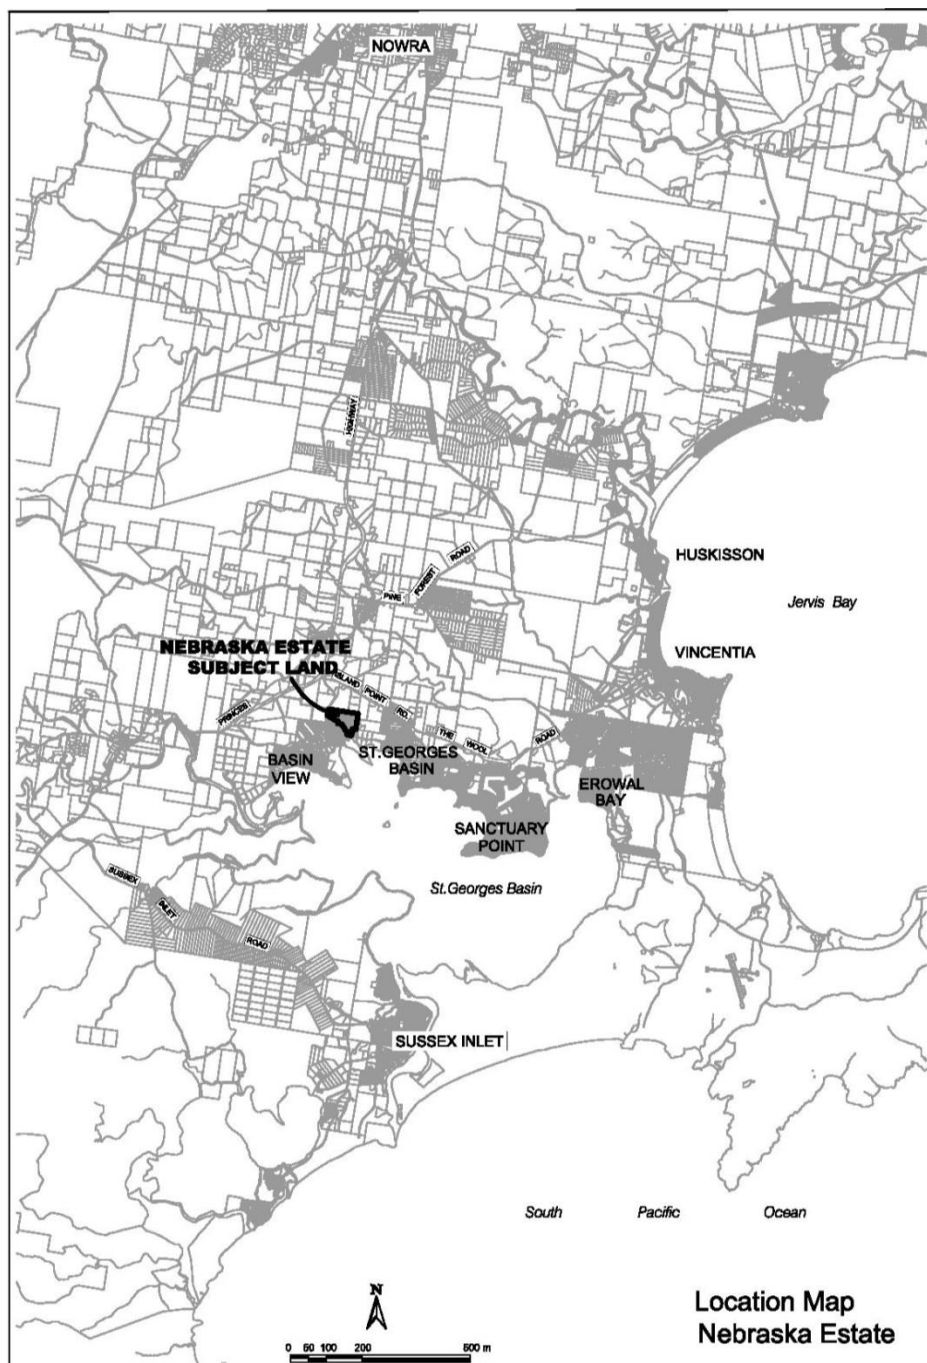 NOWRA
HIGHWAY
HUSKISSON
ROAD
FOREST
PINE
Jervis Bay
NEBRASKA ESTATE
SUBJECT LAND
VINCENTIA
ISLAND POINT RD.
PRINCES
THE WOOL ROAD
ST.GEORGES
BASIN
BASIN
VIEW
EROWAL
BAY
SANCTUARY
POINT
St.Georges Basin
SUSSEX
INLET
ROAD
SUSSEX INLET
South Pacific Ocean
N
Location Map
Nebraska Estate
0 50 100 200 500 m